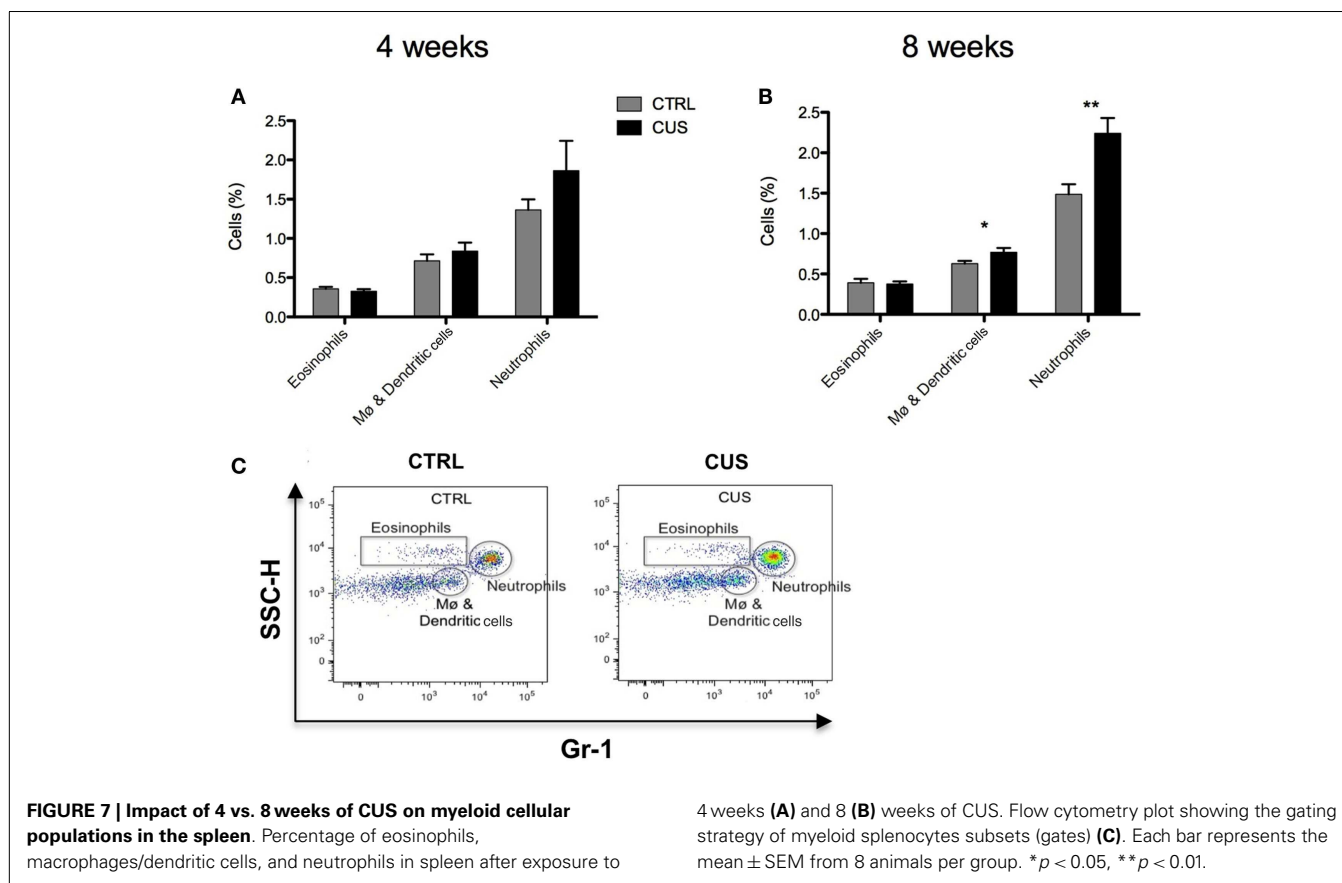 4 weeks
8 weeks
A
CTRL
CUS
B
2.5
2.0
1.5
1.0
0.5
0.0
Cells (%)
Eosinophils
Mø & Dendritic cells
Neutrophils
2.5
2.0
1.5
1.0
0.5
0.0
Cells (%)
*
**
Eosinophils
Mø & Dendritic cells
Neutrophils
C
CTRL
CUS
SSC-H
CTRL
10⁵
10⁴
10³
10²
0
Eosinophils
Neutrophils
Mø &
Dendritic cells
0 10³ 10⁴ 10⁵
CUS
10⁵
10⁴
10³
10²
0
Eosinophils
Neutrophils
Mø &
Dendritic cells
0 10³ 10⁴ 10⁵
Gr-1
FIGURE 7 | Impact of 4 vs. 8 weeks of CUS on myeloid cellular
populations in the spleen. Percentage of eosinophils,
macrophages/dendritic cells, and neutrophils in spleen after exposure to
4 weeks (A) and 8 (B) weeks of CUS. Flow cytometry plot showing the gating
strategy of myeloid splenocytes subsets (gates) (C). Each bar represents the
mean ± SEM from 8 animals per group. *p < 0.05, **p < 0.01.